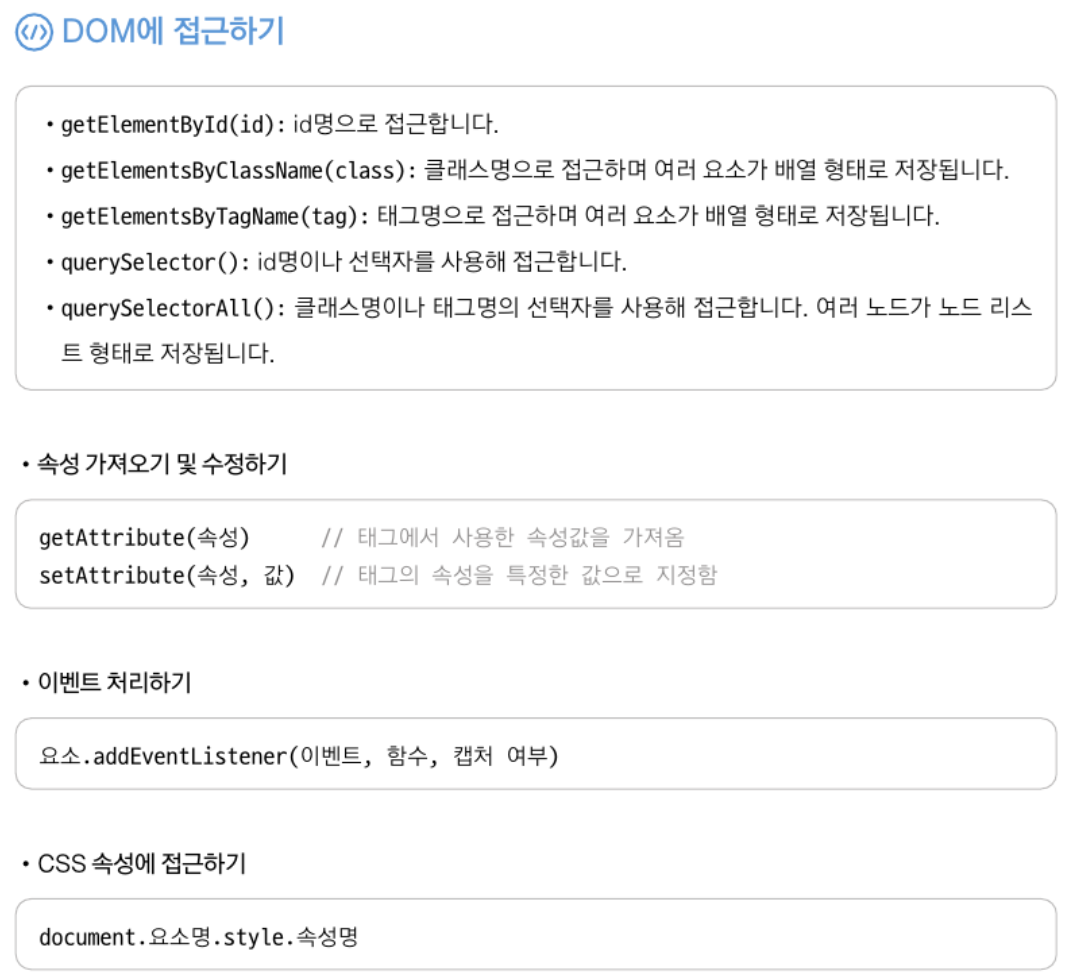 DOM에 접근하기
• getElementById(id): id명으로 접근합니다.
• getElementsByClassName(class): 클래스명으로 접근하며 여러 요소가 배열 형태로 저장됩니다.
• getElementsByTagName(tag): 태그명으로 접근하며 여러 요소가 배열 형태로 저장됩니다.
• querySelector(): id명이나 선택자를 사용해 접근합니다.
• querySelectorAll(): 클래스명이나 태그명의 선택자를 사용해 접근합니다. 여러 노드가 노드 리스
트 형태로 저장됩니다.
• 속성 가져오기 및 수정하기
getAttribute(속성) // 태그에서 사용한 속성값을 가져옴
setAttribute(속성, 값) // 태그의 속성을 특정한 값으로 지정함
• 이벤트 처리하기
요소.addEventListener(이벤트, 함수, 캡처 여부)
• CSS 속성에 접근하기
document.요소명.style.속성명